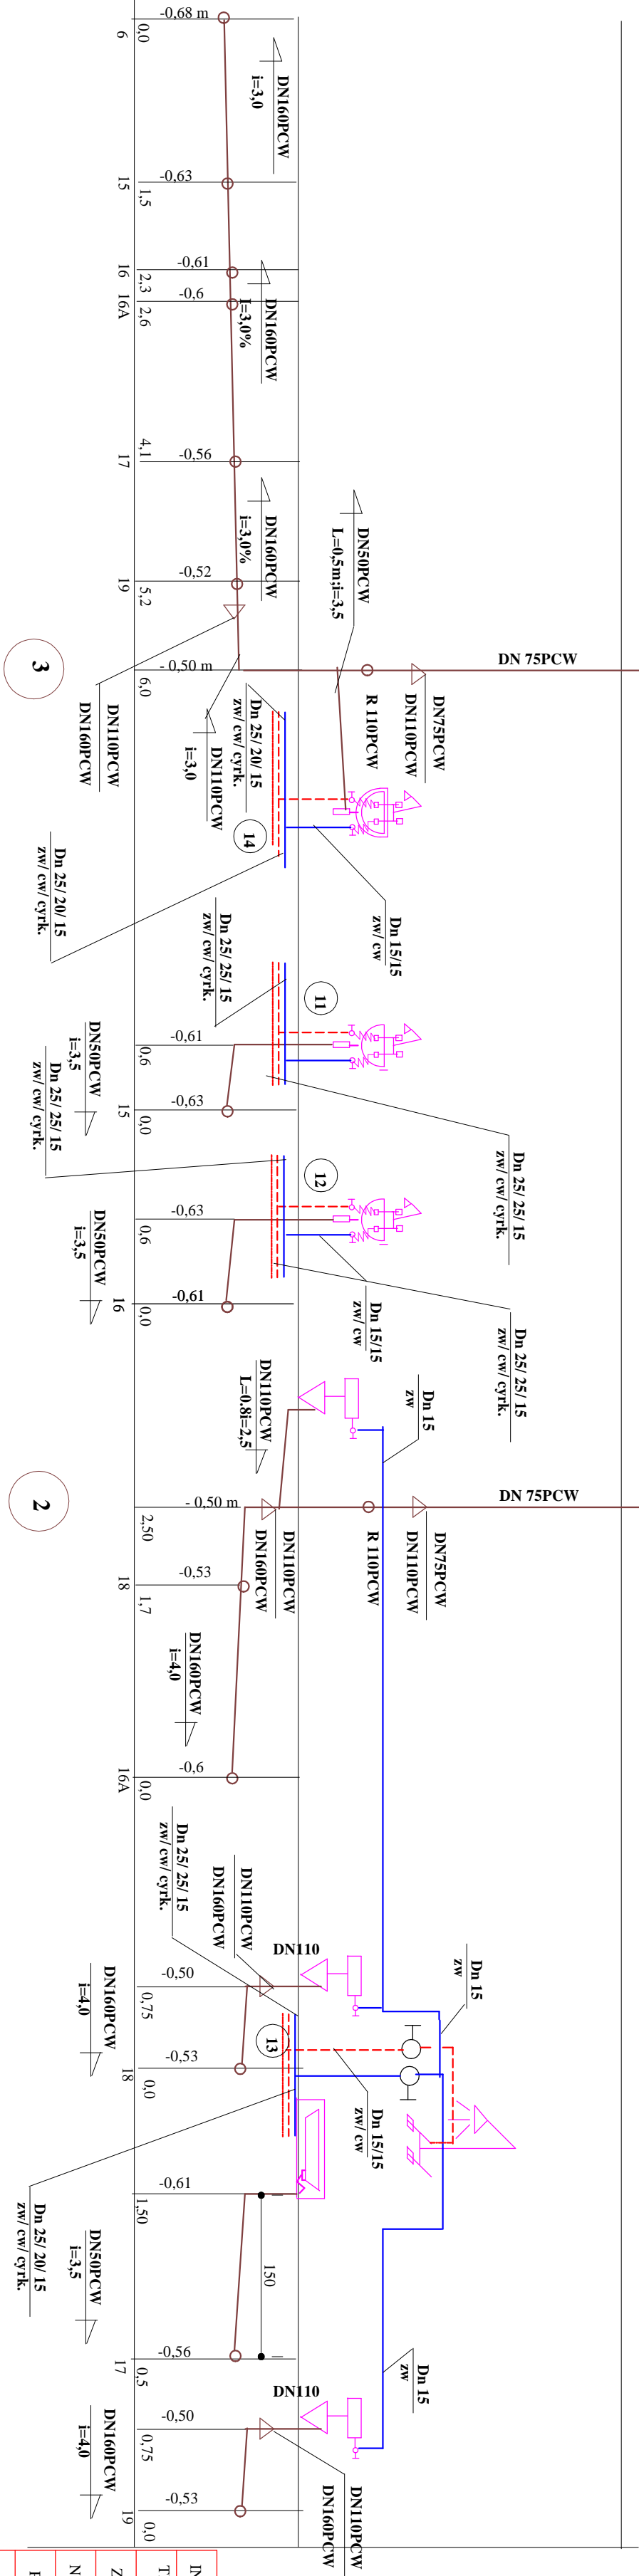 -0,68 m
0,0
6
DN160PCW
i=3,0
-0,63
1,5
15
-0,61
2,3
16
-0,6
2,6
16A
DN160PCW
I=3,0%
-0,56
4,1
17
DN160PCW
i=3,0%
-0,52
5,2
19
DN50PCW
L=0,5m;i=3,5
- 0,50 m
6,0
3
DN 75PCW
DN75PCW
DN110PCW
R 110PCW
DN110PCW
DN160PCW
DN110PCW
i=3,0
Dn 25/ 20/ 15
zw/ cw/ cyrk.
14
Dn 25/ 20/ 15
zw/ cw/ cyrk.
Dn 15/15
zw/ cw
Dn 25/ 25/ 15
zw/ cw/ cyrk.
11
-0,61
0,6
DN50PCW
i=3,5
-0,63
0,0
15
Dn 25/ 25/ 15
zw/ cw/ cyrk.
Dn 25/ 25/ 15
zw/ cw/ cyrk.
12
-0,63
0,6
DN50PCW
i=3,5
-0,61
0,0
16
Dn 15/15
zw/ cw
Dn 25/ 25/ 15
zw/ cw/ cyrk.
DN110PCW
L=0.8i=2,5
Dn 15
zw
- 0,50 m
2,50
2
DN 75PCW
DN75PCW
DN110PCW
R 110PCW
DN110PCW
DN160PCW
-0,53
1,7
18
DN160PCW
i=4,0
-0,6
0,0
16A
Dn 25/ 25/ 15
zw/ cw/ cyrk.
DN110PCW
DN160PCW
DN110
-0,50
0,75
DN160PCW
i=4,0
-0,53
0,0
18
13
Dn 15
zw
Dn 15/15
zw/ cw
-0,61
1,50
Dn 25/ 20/ 15
zw/ cw/ cyrk.
DN50PCW
i=3,5
150
-0,56
0,5
17
Dn 15
zw
DN110
-0,50
0,75
DN160PCW
i=4,0
DN110PCW
DN160PCW
-0,53
0,0
19
IN
T
Z
N